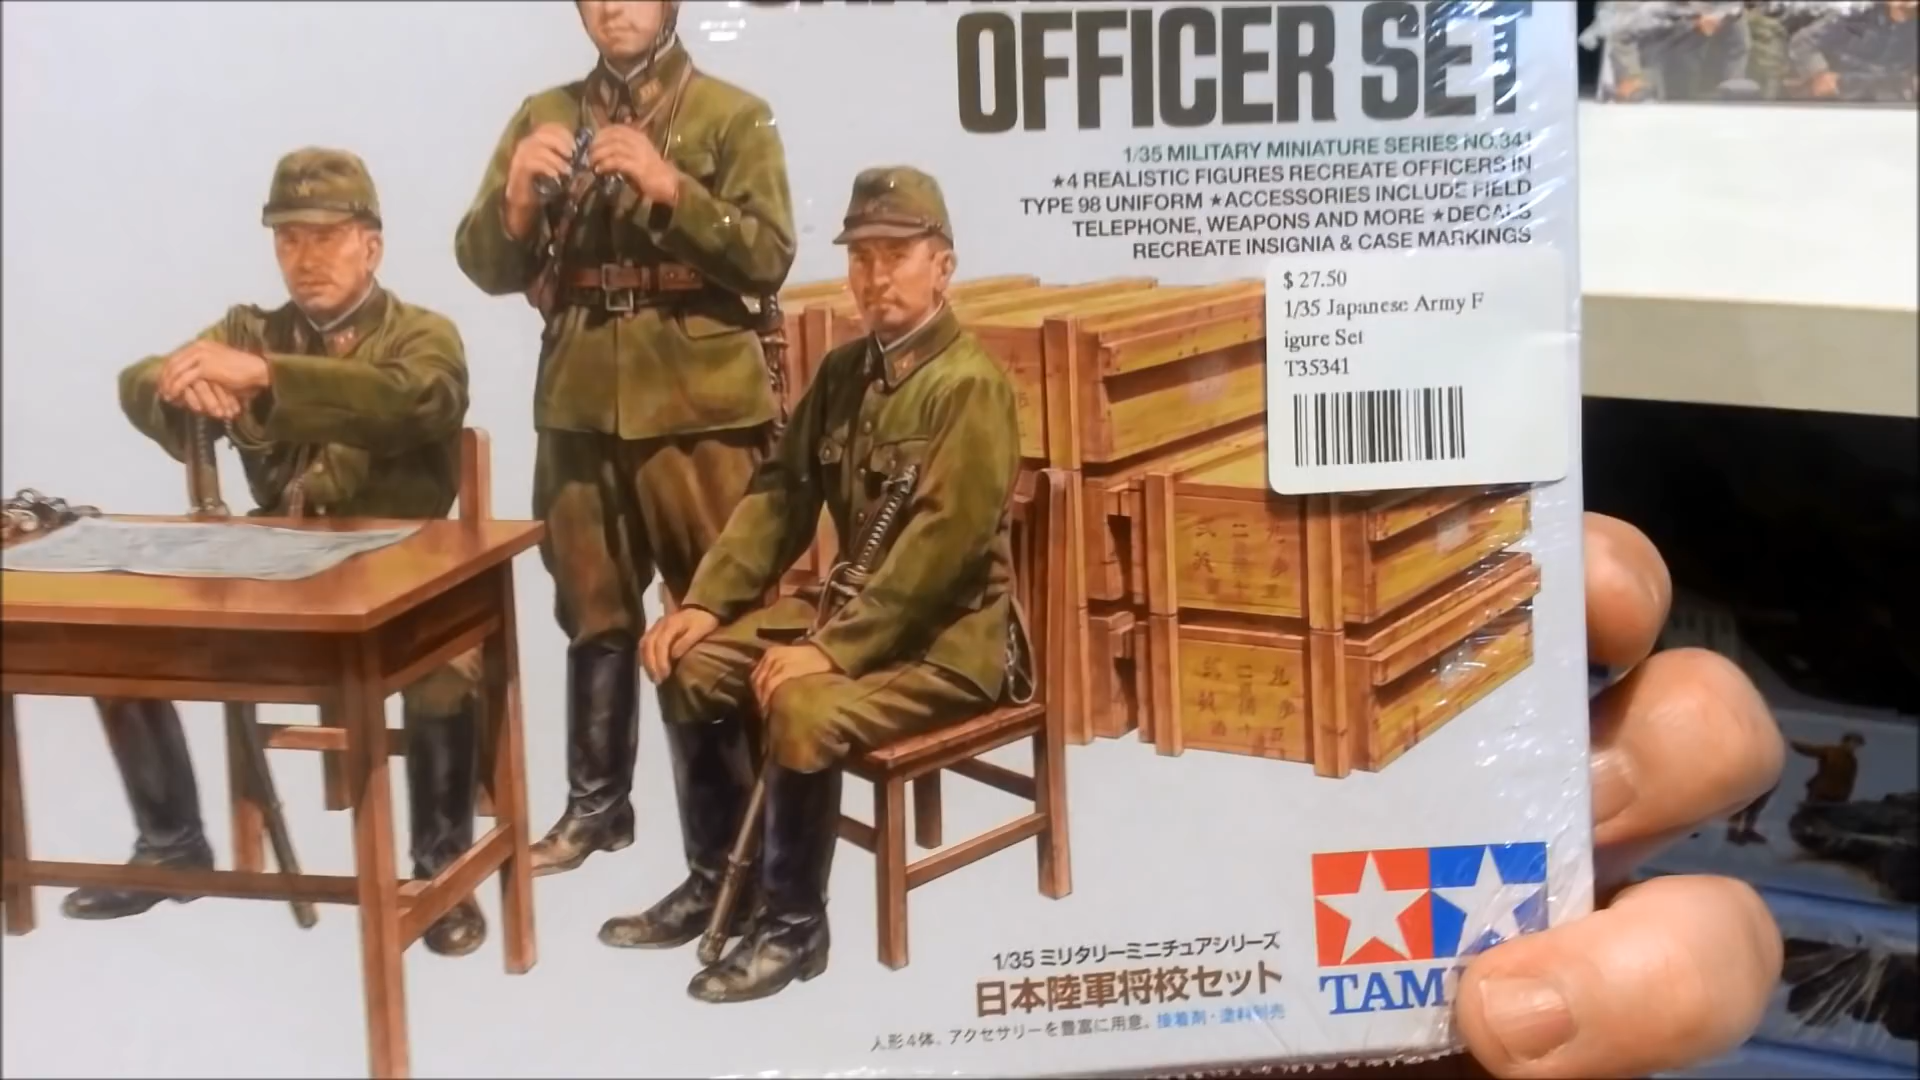 OFFICER SET
1/35 MILITARY MINIATURE SERIES NO.341
★4 REALISTIC FIGURES RECREATE OFFICERS IN
TYPE 98 UNIFORM ★ACCESSORIES INCLUDE FIELD
TELEPHONE, WEAPONS AND MORE ★DECALS
RECREATE INSIGNIA & CASE MARKINGS
$ 27.50
1/35 Japanese Army F
igure Set
T35341
1/35 ミリタリーミニチュアシリーズ
日本陸軍将校セット
人形4体。アクセサリーを豊富に用意。接着剤・塗料別売
TAM